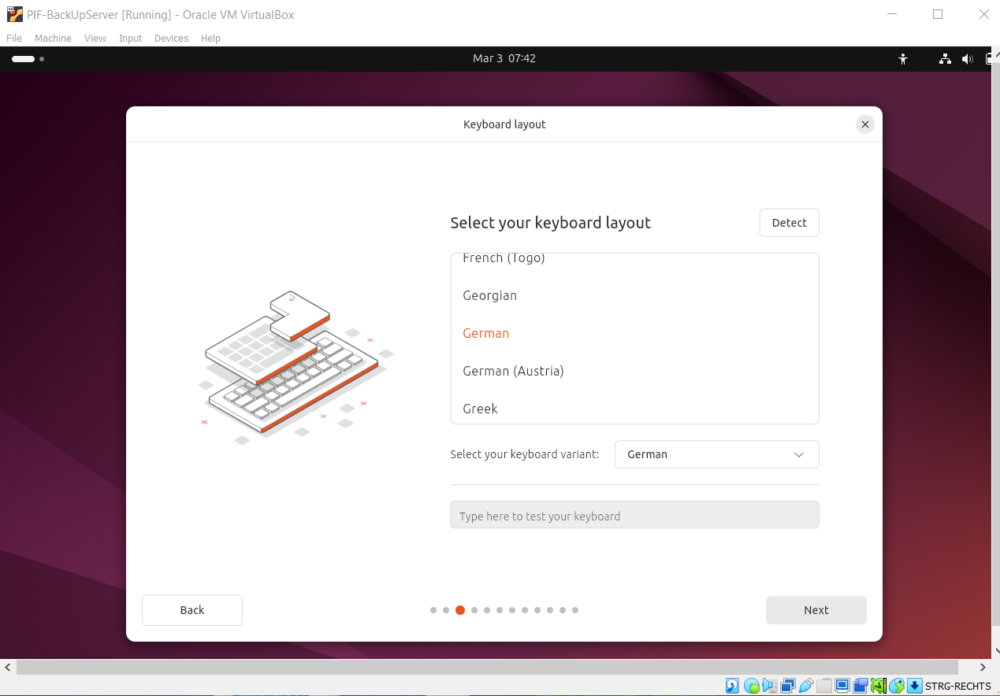 PIF-BackUpServer [Running] - Oracle VM VirtualBox
File Machine View Input Devices Help
Mar 3 07:42
Keyboard layout
Select your keyboard layout
Detect
French (Togo)
Georgian
German
German (Austria)
Greek
Select your keyboard variant: German
Type here to test your keyboard
Back
Next
STRG-RECHTS